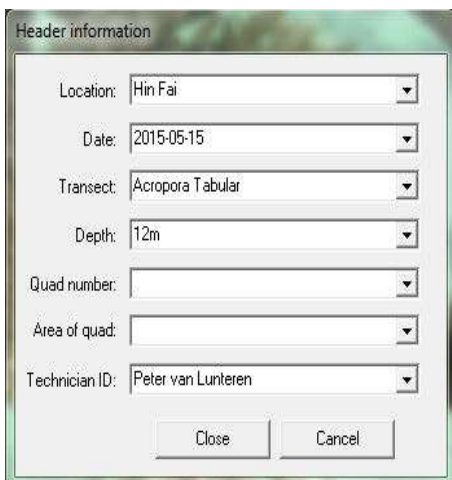 Header information
Location: Hin Fai
Date: 2015-05-15
Transect: Acropora Tabular
Depth: 12m
Quad number:
Area of quad:
Technician ID: Peter van Lunteren
Close Cancel